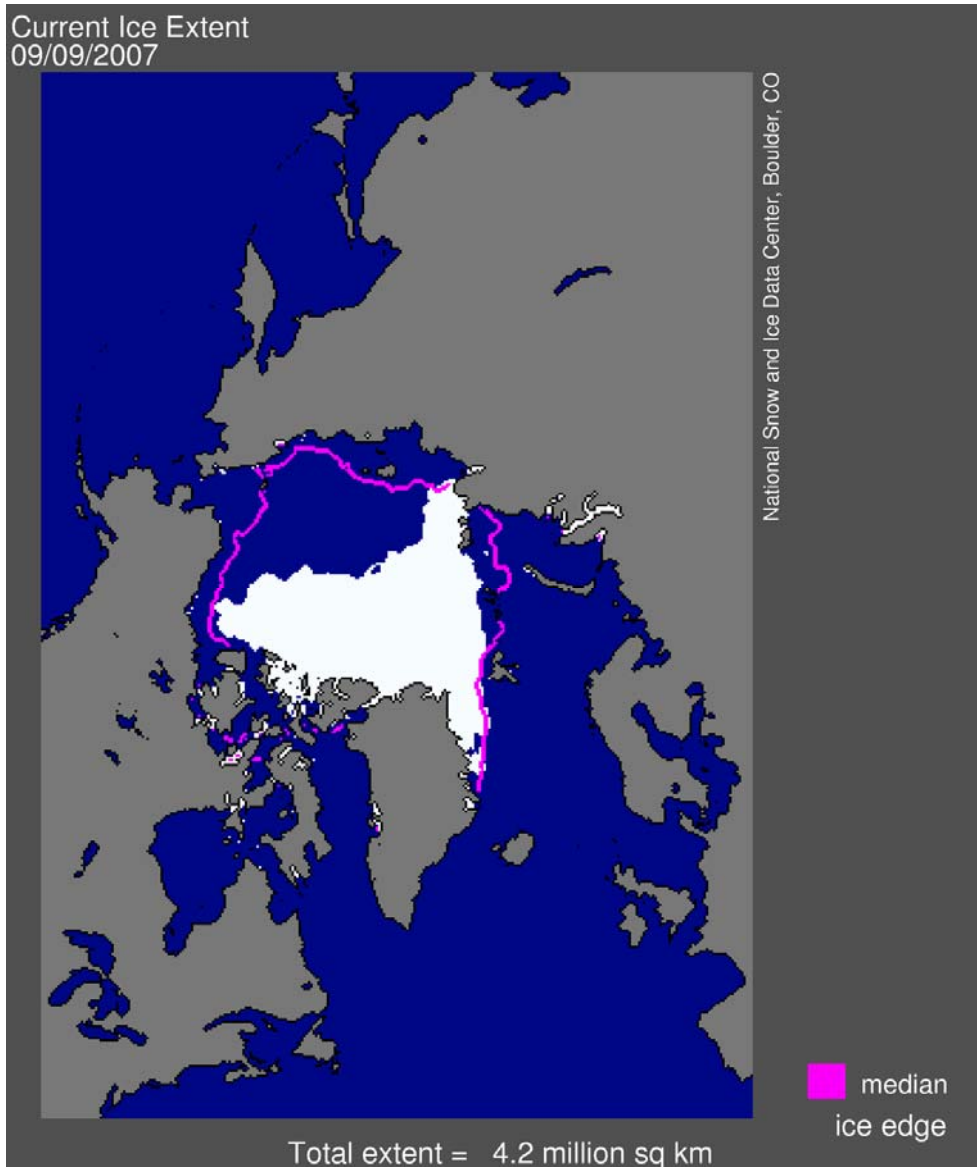 Current Ice Extent
09/09/2007
National Snow and Ice Data Center, Boulder, CO
median
ice edge
Total extent = 4.2 million sq km